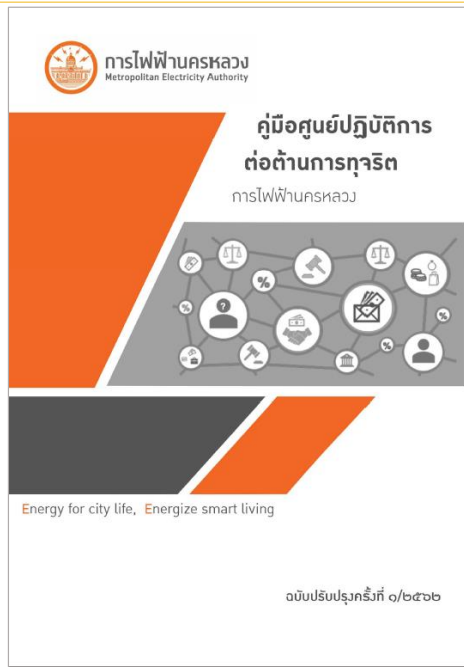 การไฟฟ้านครหลวง
Metropolitan Electricity Authority
คู่มือศูนย์ปฏิบัติการ
ต่อต้านการทุจริต
การไฟฟ้านครหลวง
?
%
%
%
%
Energy for city life, Energize smart living
ฉบับปรับปรุงครั้งที่ ๑/๒๕๖๒